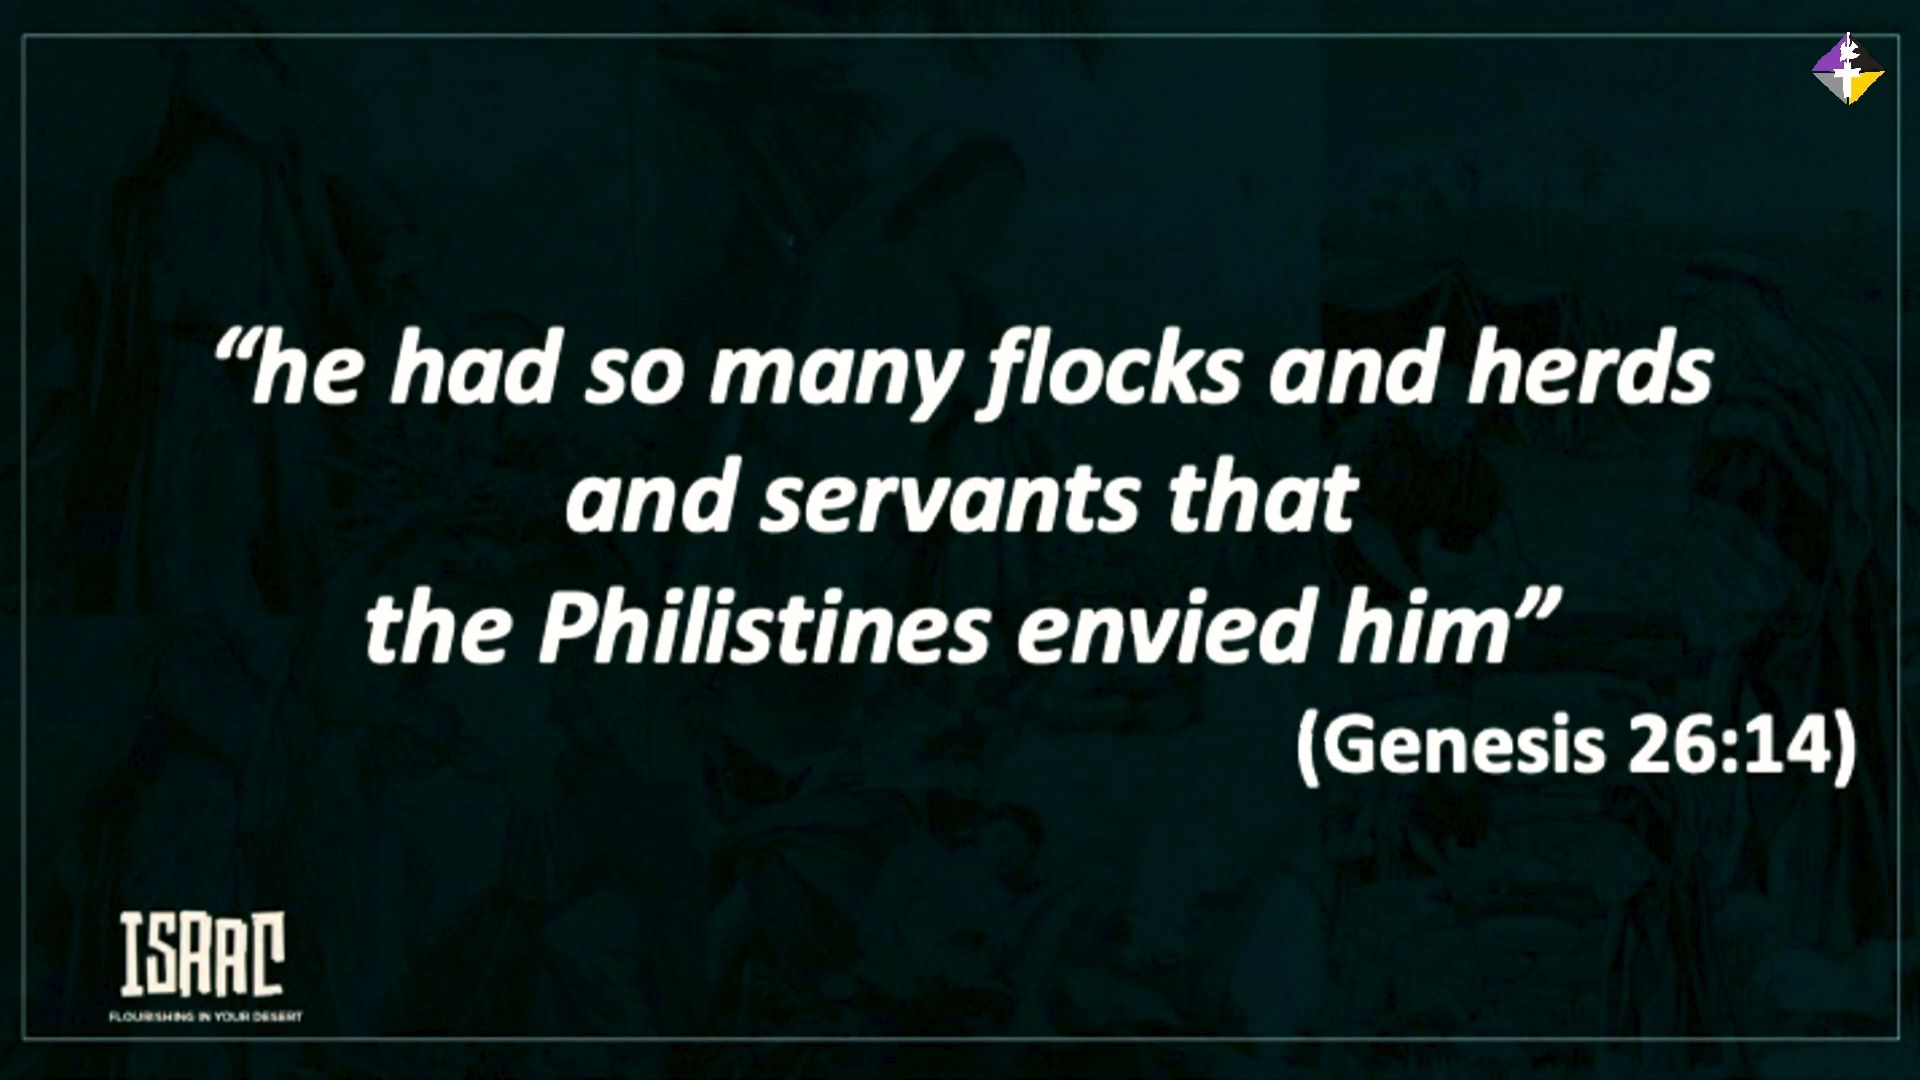 “he had so many flocks and herds
and servants that
the Philistines envied him”
(Genesis 26:14)
ISAAC
FLOURISHING IN YOUR DESERT